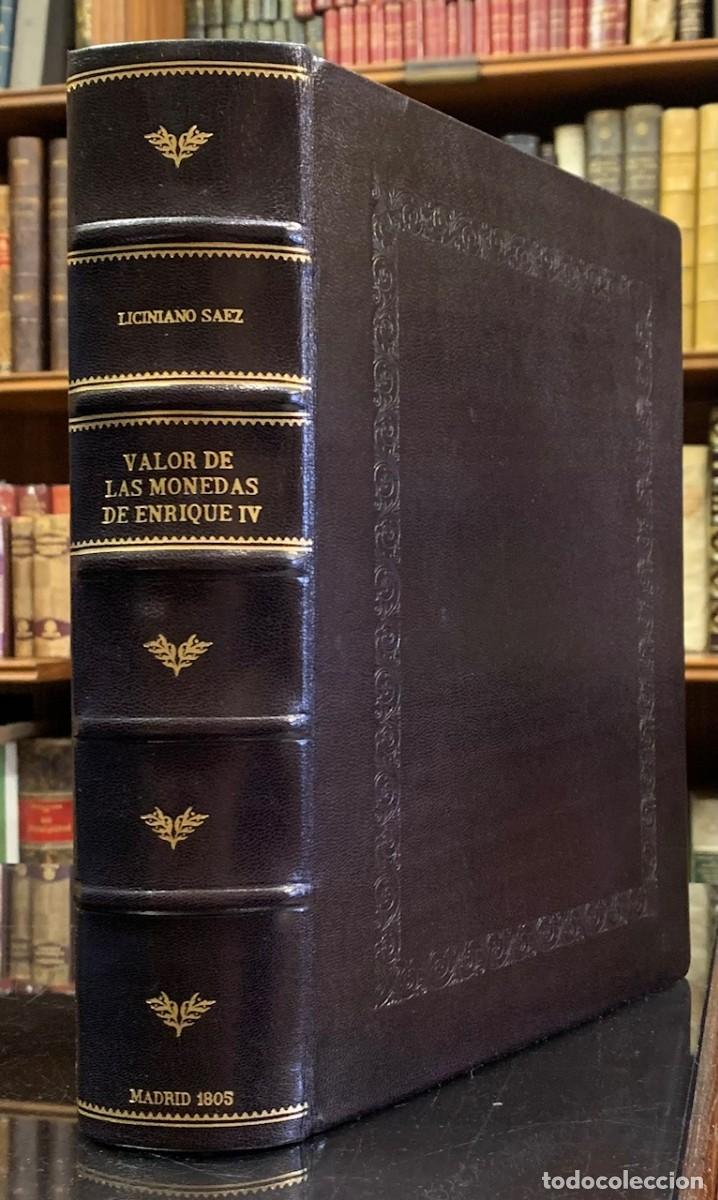 LICINIANO SAEZ
VALOR DE
LAS MONEDAS
DE ENRIQUE IV
MADRID 1805
todocoleccion